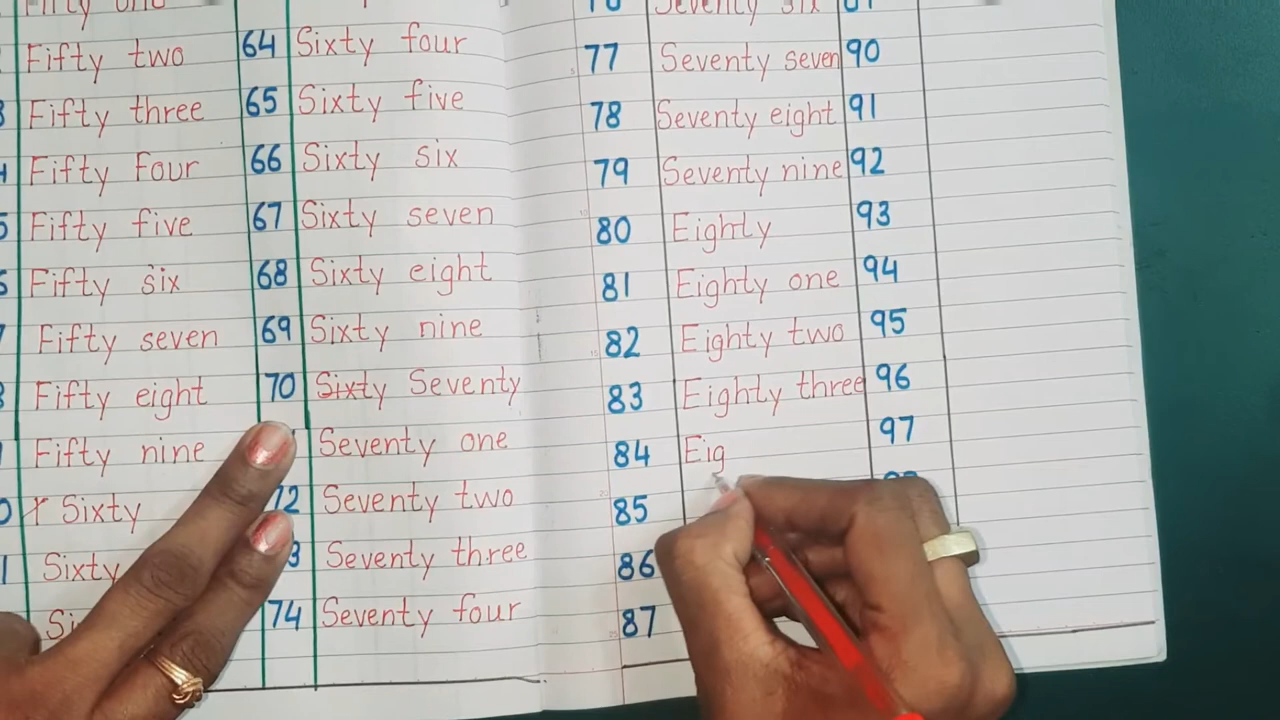 Fifty one
Fifty two 64 Sixty four 77 Seventy seven 90
Fifty three 65 Sixty five 78 Seventy eight 91
Fifty Four 66 Sixty six 79 Seventy nine 92
Fifty five 67 Sixty seven 80 Eighty 93
Fifty six 68 Sixty eight 81 Eighty one 94
Fifty seven 69 Sixty nine 82 Eighty two 95
Fifty eight 70 Sixty Seventy 83 Eighty three 96
Fifty nine Seventy one 84 Eig 97
Sixty 72 Seventy two 85
Sixty 3 Seventy three 86
74 Seventy four 87